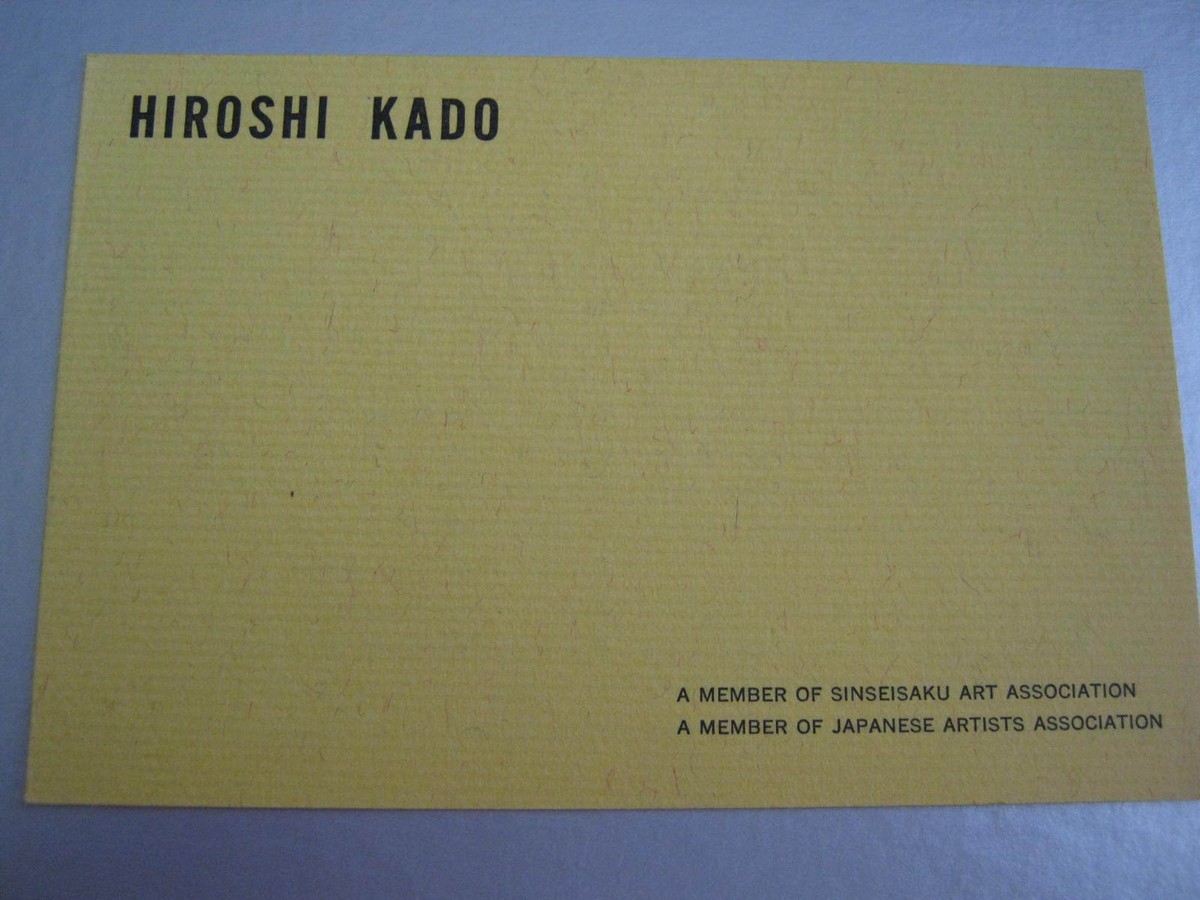 HIROSHI KADO
A MEMBER OF SINSEISAKU ART ASSOCIATION
A MEMBER OF JAPANESE ARTISTS ASSOCIATION